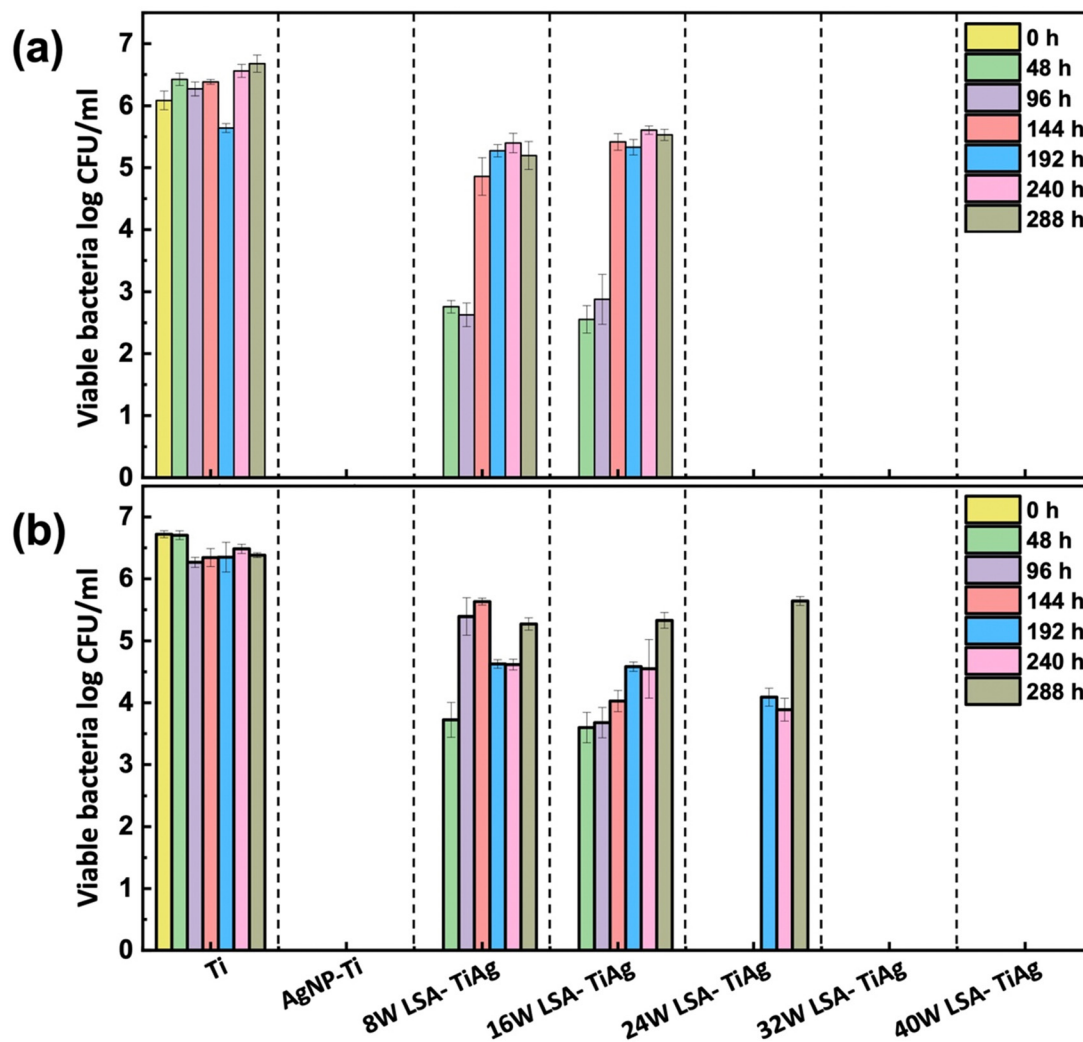 (a)
Viable bacteria log CFU/ml
7
6
5
4
3
2
1
0
0 h
48 h
96 h
144 h
192 h
240 h
288 h
(b)
Viable bacteria log CFU/ml
7
6
5
4
3
2
1
0
0 h
48 h
96 h
144 h
192 h
240 h
288 h
Ti
AgNP-Ti
8W LSA- TiAg
16W LSA- TiAg
24W LSA- TiAg
32W LSA- TiAg
40W LSA- TiAg